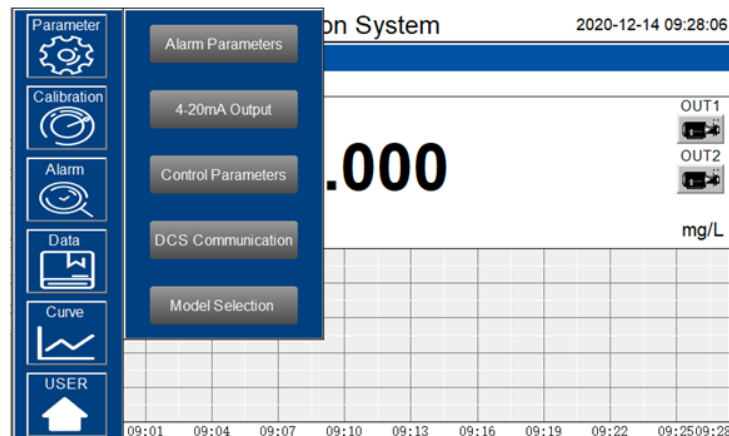 Parameter
Calibration
Alarm
Data
Curve
USER
Alarm Parameters
4-20mA Output
Control Parameters
DCS Communication
Model Selection
on System
2020-12-14 09:28:06
.000
OUT1
OUT2
mg/L
09:01 09:04 09:07 09:10 09:13 09:16 09:19 09:22 09:25 09:28